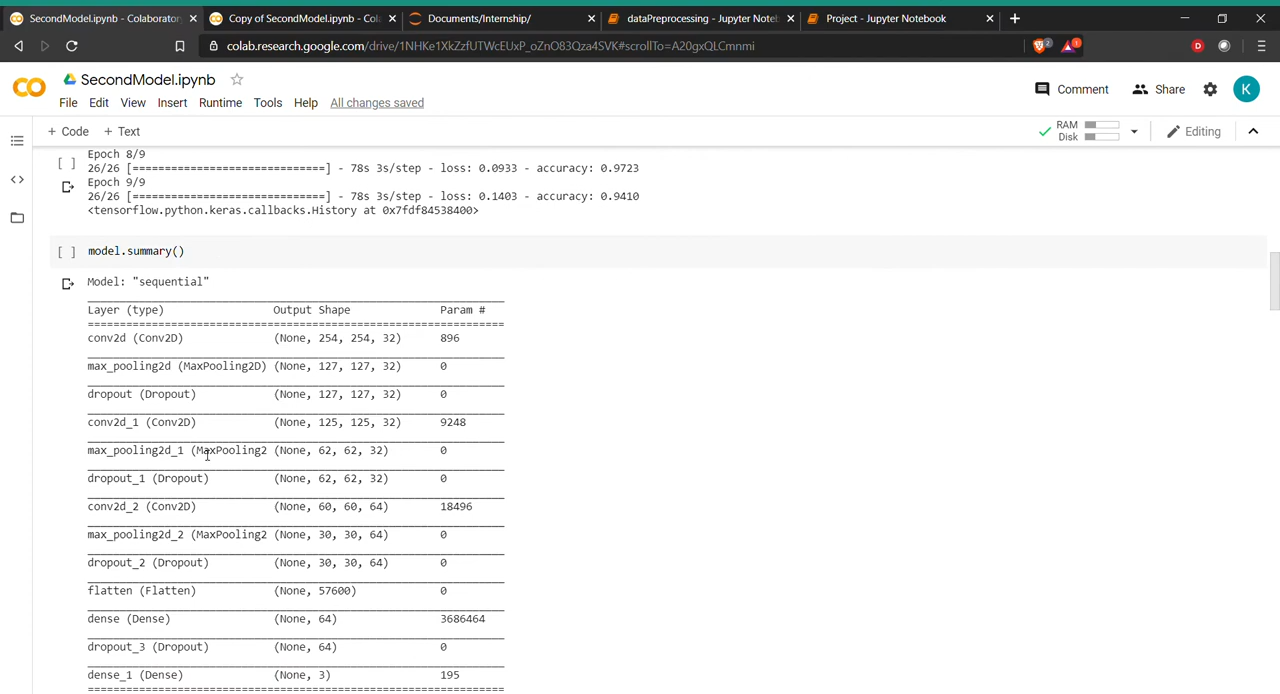 SecondModel.ipynb - Colaborator
Copy of SecondModel.ipynb - Cola
Documents/Internship/
dataPreprocessing - Jupyter Note
Project - Jupyter Notebook
colab.research.google.com/drive/1NHKe1XkZzfUTWcEUxP_oZnO83Qza4SVK#scrollTo=A20gxQLCmnmi
2
1
D
CO
SecondModel.ipynb
File Edit View Insert Runtime Tools Help All changes saved
Comment Share K
+ Code + Text
RAM
Disk
Editing
Epoch 8/9
[ ] 26/26 [==============================] - 78s 3s/step - loss: 0.0933 - accuracy: 0.9723
Epoch 9/9
26/26 [==============================] - 78s 3s/step - loss: 0.1403 - accuracy: 0.9410
<tensorflow.python.keras.callbacks.History at 0x7fdf84538400>
[ ] model.summary()
Model: "sequential"
Layer (type) Output Shape Param #
conv2d (Conv2D) (None, 254, 254, 32) 896
max_pooling2d (MaxPooling2D) (None, 127, 127, 32) 0
dropout (Dropout) (None, 127, 127, 32) 0
conv2d_1 (Conv2D) (None, 125, 125, 32) 9248
max_pooling2d_1 (MaxPooling2 (None, 62, 62, 32) 0
dropout_1 (Dropout) (None, 62, 62, 32) 0
conv2d_2 (Conv2D) (None, 60, 60, 64) 18496
max_pooling2d_2 (MaxPooling2 (None, 30, 30, 64) 0
dropout_2 (Dropout) (None, 30, 30, 64) 0
flatten (Flatten) (None, 57600) 0
dense (Dense) (None, 64) 3686464
dropout_3 (Dropout) (None, 64) 0
dense_1 (Dense) (None, 3) 195